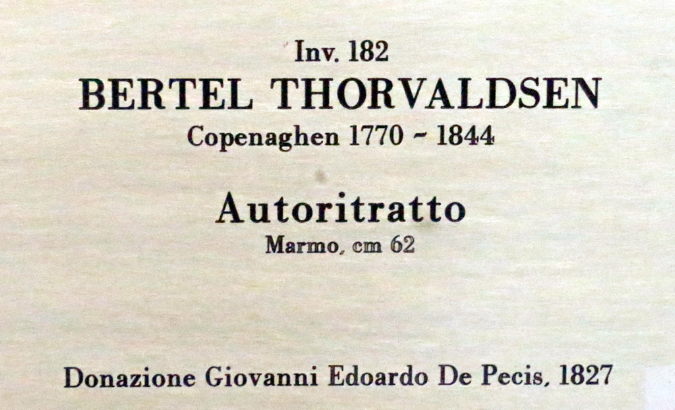 Inv. 182
BERTEL THORVALDSEN
Copenaghen 1770 ~ 1844
Autoritratto
Marmo, cm 62
Donazione Giovanni Edoardo De Pecis, 1827